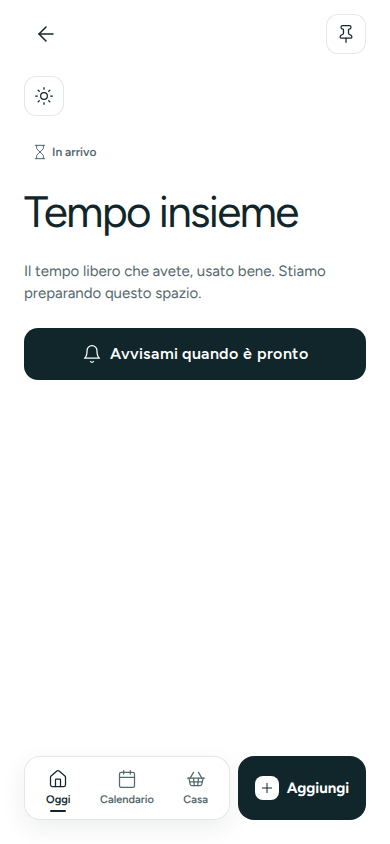 In arrivo
Tempo insieme
Il tempo libero che avete, usato bene. Stiamo
preparando questo spazio.
Avvisami quando è pronto
Oggi
Calendario
Casa
Aggiungi